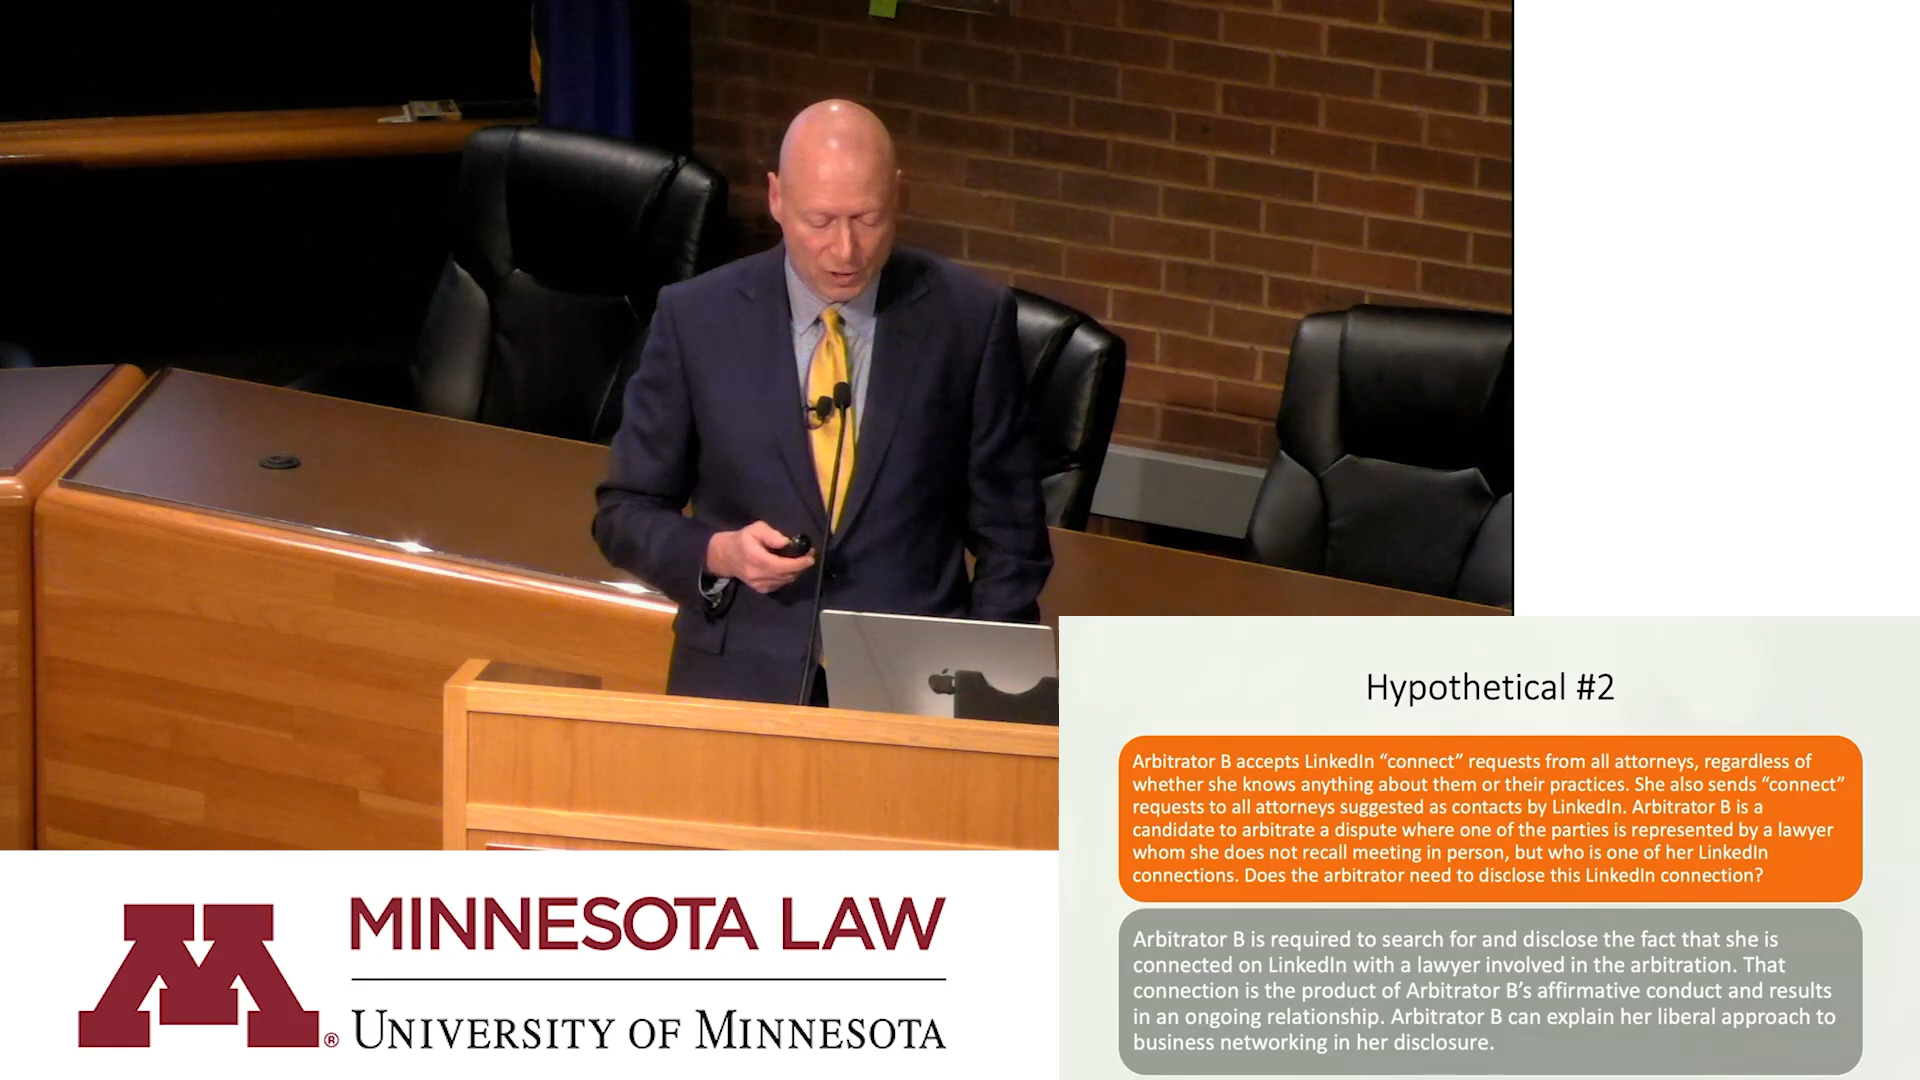 Hypothetical #2
Arbitrator B accepts LinkedIn “connect” requests from all attorneys, regardless of
whether she knows anything about them or their practices. She also sends “connect”
requests to all attorneys suggested as contacts by LinkedIn. Arbitrator B is a
candidate to arbitrate a dispute where one of the parties is represented by a lawyer
whom she does not recall meeting in person, but who is one of her LinkedIn
connections. Does the arbitrator need to disclose this LinkedIn connection?
Arbitrator B is required to search for and disclose the fact that she is
connected on LinkedIn with a lawyer involved in the arbitration. That
connection is the product of Arbitrator B’s affirmative conduct and results
in an ongoing relationship. Arbitrator B can explain her liberal approach to
business networking in her disclosure.
M®
MINNESOTA LAW
UNIVERSITY OF MINNESOTA